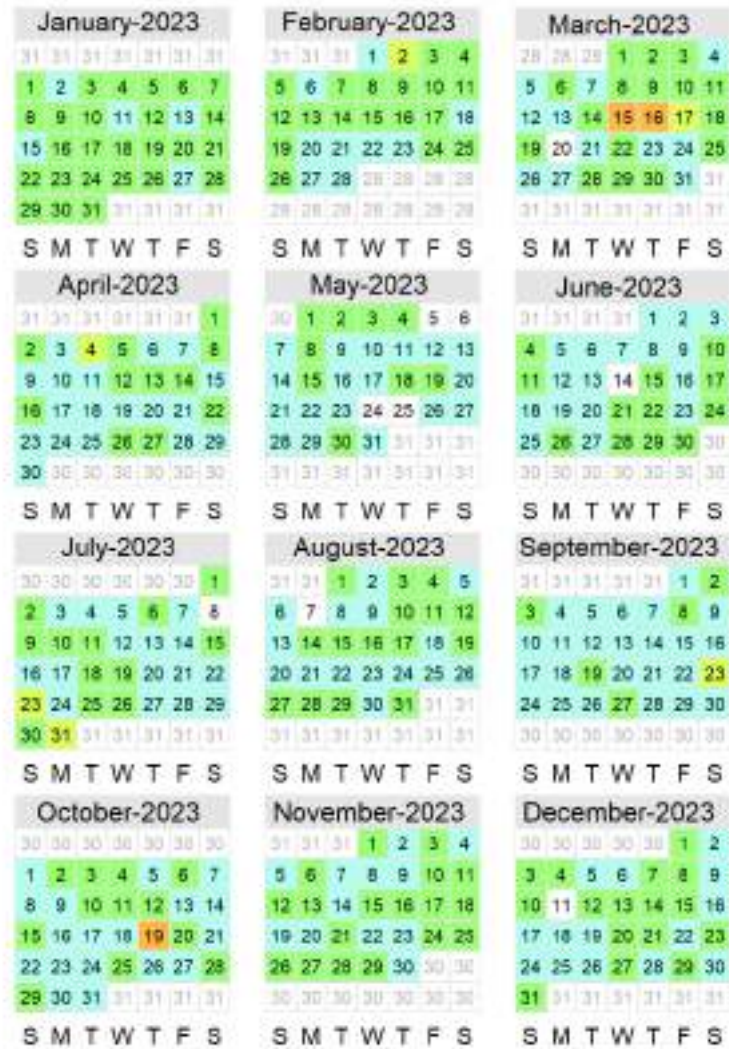 January-2023
31 31 31 31 31 31 31
1 2 3 4 5 6 7
8 9 10 11 12 13 14
15 16 17 18 19 20 21
22 23 24 25 26 27 28
29 30 31 31 31 31 31
S M T W T F S
February-2023
31 31 31 1 2 3 4
5 6 7 8 9 10 11
12 13 14 15 16 17 18
19 20 21 22 23 24 25
26 27 28 28 28 28 28
28 28 28 28 28 28 28
S M T W T F S
March-2023
28 28 28 1 2 3 4
5 6 7 8 9 10 11
12 13 14 15 16 17 18
19 20 21 22 23 24 25
26 27 28 29 30 31 31
31 31 31 31 31 31 31
S M T W T F S
April-2023
31 31 31 31 31 31 1
2 3 4 5 6 7 8
9 10 11 12 13 14 15
16 17 18 19 20 21 22
23 24 25 26 27 28 29
30 30 30 30 30 30 30
S M T W T F S
May-2023
30 1 2 3 4 5 6
7 8 9 10 11 12 13
14 15 16 17 18 19 20
21 22 23 24 25 26 27
28 29 30 31 31 31 31
31 31 31 31 31 31 31
S M T W T F S
June-2023
31 31 31 31 1 2 3
4 5 6 7 8 9 10
11 12 13 14 15 16 17
18 19 20 21 22 23 24
25 26 27 28 29 30 30
30 30 30 30 30 30 30
S M T W T F S
July-2023
30 30 30 30 30 30 1
2 3 4 5 6 7 8
9 10 11 12 13 14 15
16 17 18 19 20 21 22
23 24 25 26 27 28 29
30 31 31 31 31 31 31
S M T W T F S
August-2023
31 31 1 2 3 4 5
6 7 8 9 10 11 12
13 14 15 16 17 18 19
20 21 22 23 24 25 26
27 28 29 30 31 31 31
31 31 31 31 31 31 31
S M T W T F S
September-2023
31 31 31 31 31 1 2
3 4 5 6 7 8 9
10 11 12 13 14 15 16
17 18 19 20 21 22 23
24 25 26 27 28 29 30
30 30 30 30 30 30 30
S M T W T F S
October-2023
30 30 30 30 30 30 30
1 2 3 4 5 6 7
8 9 10 11 12 13 14
15 16 17 18 19 20 21
22 23 24 25 26 27 28
29 30 31 31 31 31 31
S M T W T F S
November-2023
31 31 31 1 2 3 4
5 6 7 8 9 10 11
12 13 14 15 16 17 18
19 20 21 22 23 24 25
26 27 28 29 30 30 30
30 30 30 30 30 30 30
S M T W T F S
December-2023
30 30 30 30 30 1 2
3 4 5 6 7 8 9
10 11 12 13 14 15 16
17 18 19 20 21 22 23
24 25 26 27 28 29 30
31 31 31 31 31 31 31
S M T W T F S